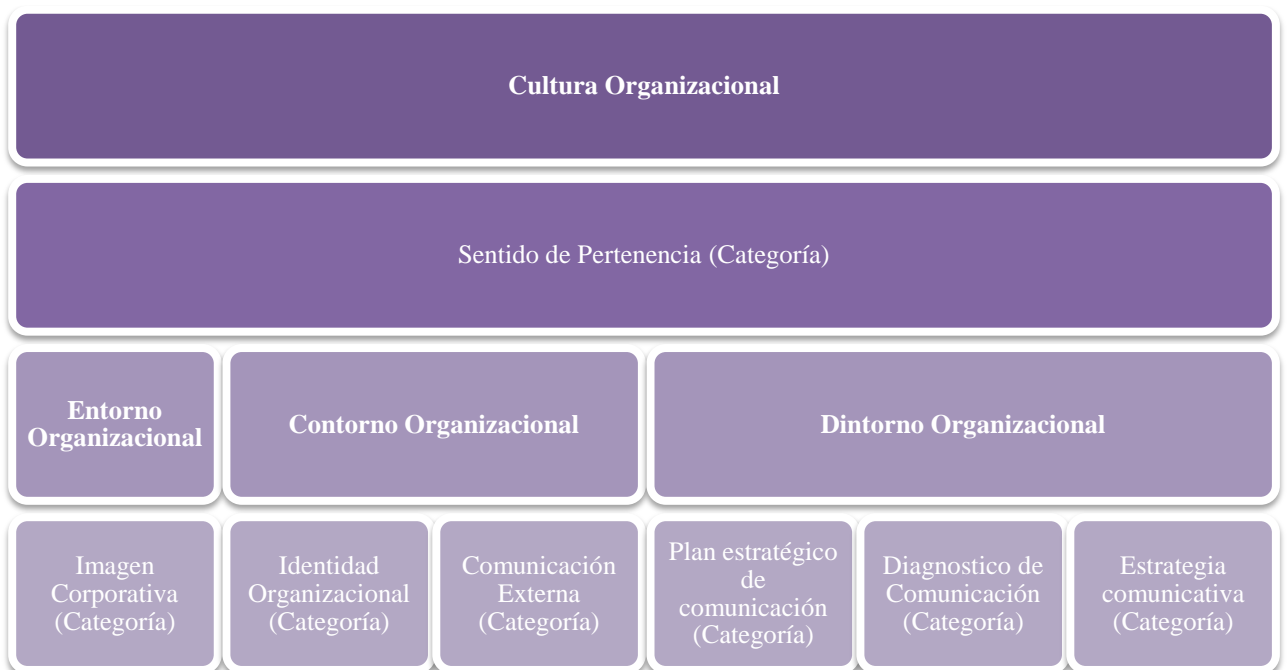 Cultura Organizacional
Sentido de Pertenencia (Categoría)
Entorno
Organizacional
Contorno Organizacional
Dintorno Organizacional
Imagen
Corporativa
(Categoría)
Identidad
Organizacional
(Categoría)
Comunicación
Externa
(Categoría)
Plan estratégico
de
comunicación
(Categoría)
Diagnostico de
Comunicación
(Categoría)
Estrategia
comunicativa
(Categoría)